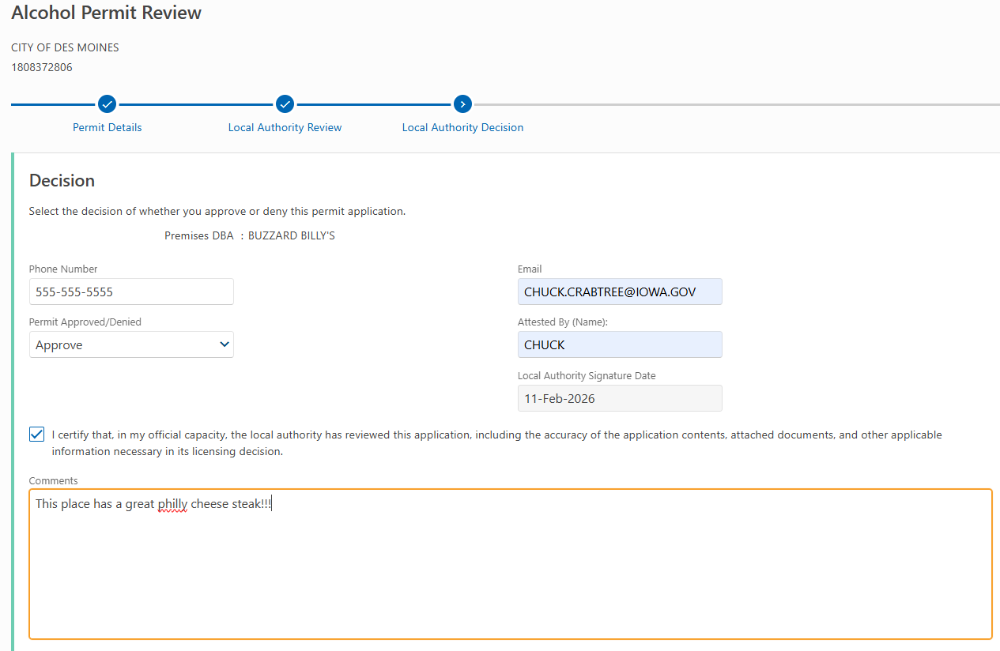 Alcohol Permit Review
CITY OF DES MOINES
1808372806
Permit Details
Local Authority Review
Local Authority Decision
Decision
Select the decision of whether you approve or deny this permit application.
Premises DBA : BUZZARD BILLY'S
Phone Number
Email
555-555-5555
CHUCK.CRABTREE@IOWA.GOV
Permit Approved/Denied
Attested By (Name):
Approve
CHUCK
Local Authority Signature Date
11-Feb-2026
I certify that, in my official capacity, the local authority has reviewed this application, including the accuracy of the application contents, attached documents, and other applicable
information necessary in its licensing decision.
Comments
This place has a great philly cheese steak!!!